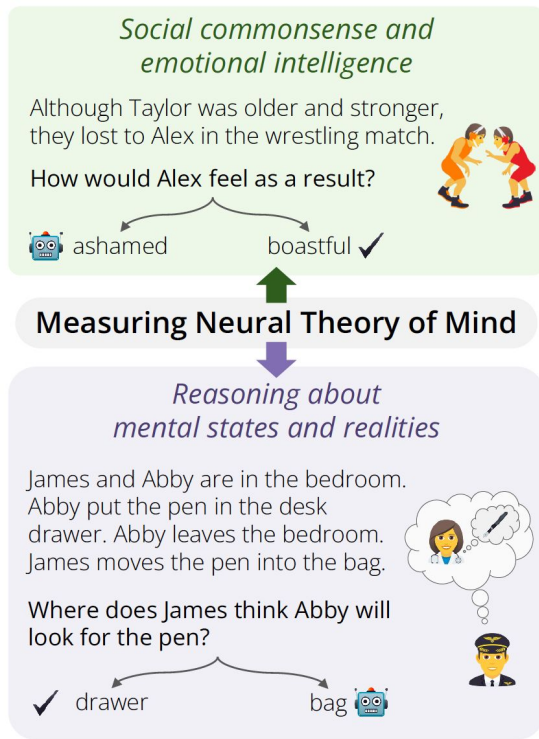 Social commonsense and
emotional intelligence
Although Taylor was older and stronger,
they lost to Alex in the wrestling match.
How would Alex feel as a result?
ashamed boastful
Measuring Neural Theory of Mind
Reasoning about
mental states and realities
James and Abby are in the bedroom.
Abby put the pen in the desk
drawer. Abby leaves the bedroom.
James moves the pen into the bag.
Where does James think Abby will
look for the pen?
drawer bag